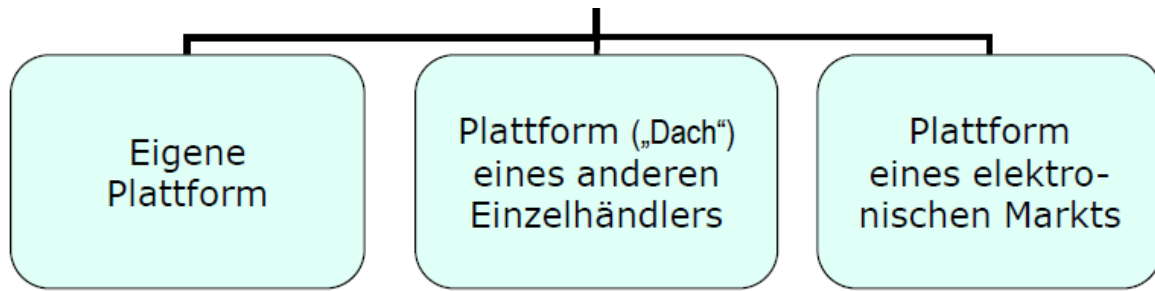 Eigene
Plattform
Plattform („Dach“)
eines anderen
Einzelhändlers
Plattform
eines elektro-
nischen Markts